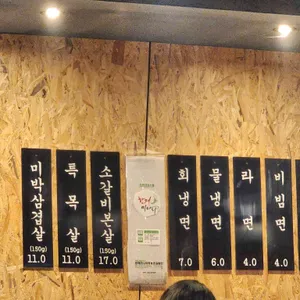 미박삼겹살
(150g)
11.0
특목살
(150g)
11.0
소갈비본살
(150g)
17.0
회냉면
7.0
물냉면
6.0
라면
4.0
비빔면
4.0